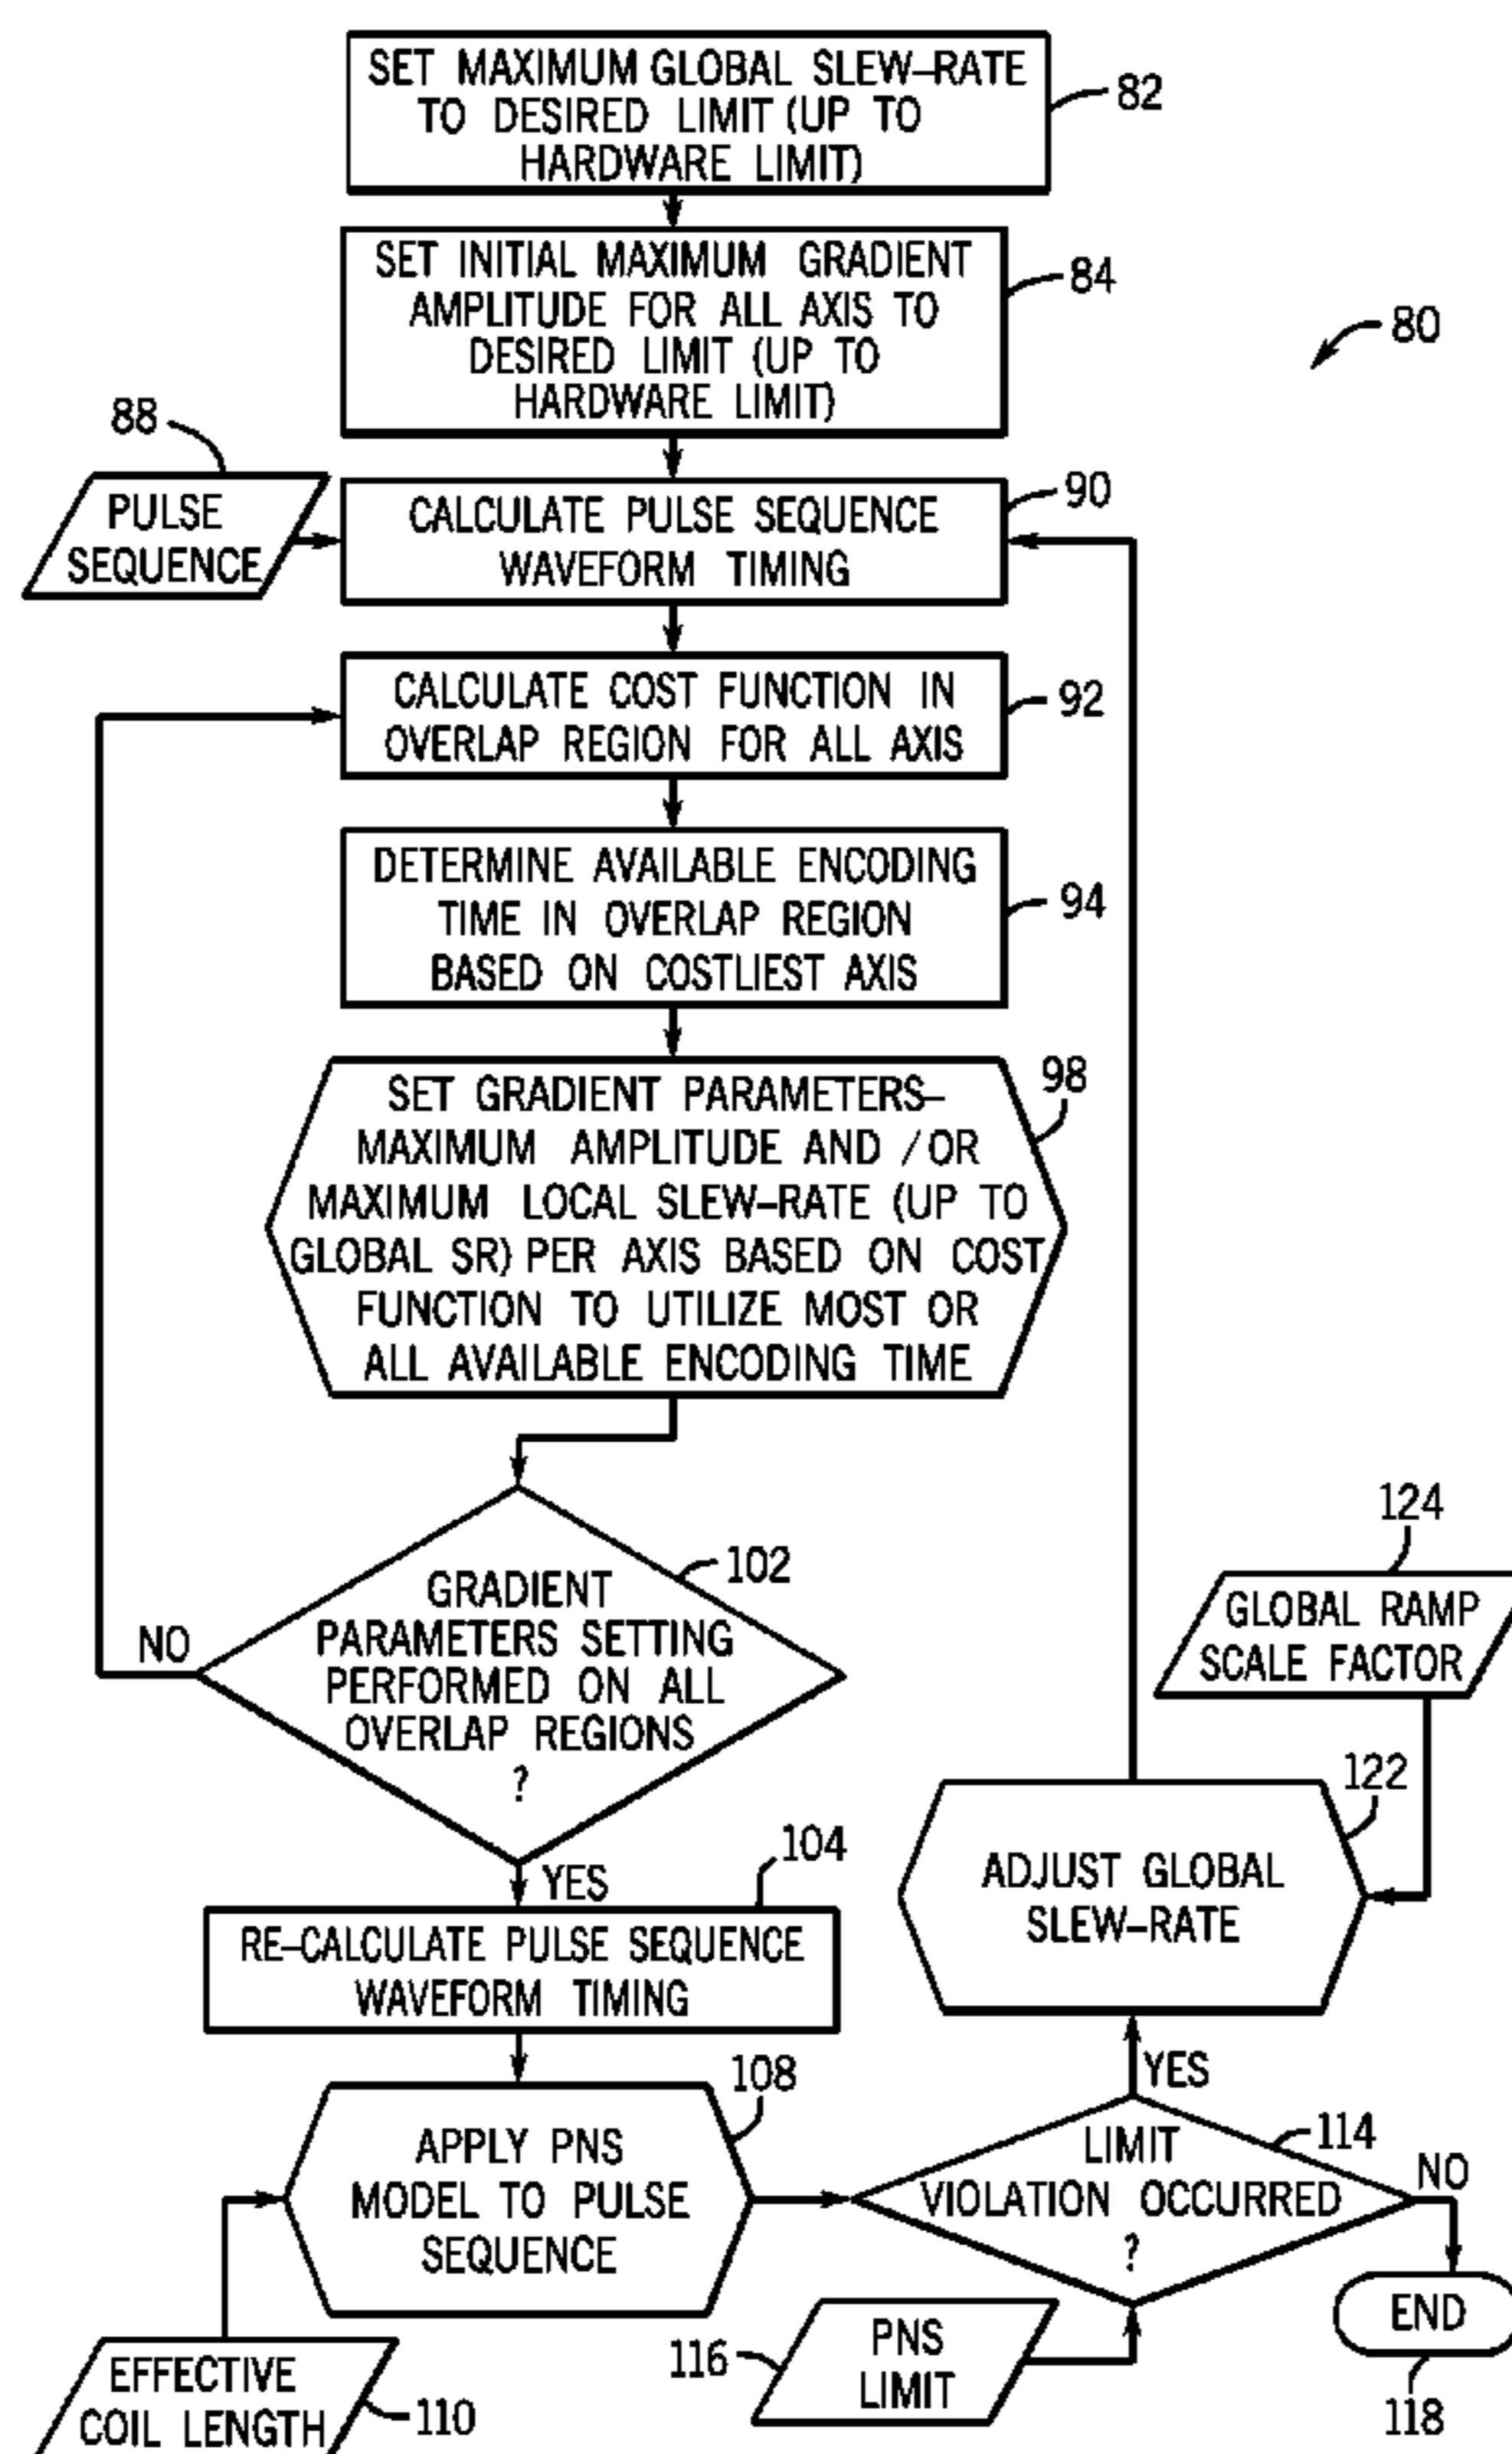 SET MAXIMUM GLOBAL SLEW-RATE
TO DESIRED LIMIT (UP TO
HARDWARE LIMIT)
82
SET INITIAL MAXIMUM GRADIENT
AMPLITUDE FOR ALL AXIS TO
DESIRED LIMIT (UP TO
HARDWARE LIMIT)
84
80
88
PULSE
SEQUENCE
CALCULATE PULSE SEQUENCE
WAVEFORM TIMING
90
CALCULATE COST FUNCTION IN
OVERLAP REGION FOR ALL AXIS
92
DETERMINE AVAILABLE ENCODING
TIME IN OVERLAP REGION
BASED ON COSTLIEST AXIS
94
SET GRADIENT PARAMETERS-
MAXIMUM AMPLITUDE AND /OR
MAXIMUM LOCAL SLEW-RATE (UP TO
GLOBAL SR) PER AXIS BASED ON COST
FUNCTION TO UTILIZE MOST OR
ALL AVAILABLE ENCODING TIME
98
GRADIENT
PARAMETERS SETTING
PERFORMED ON ALL
OVERLAP REGIONS
?
102
NO
YES
124
GLOBAL RAMP
SCALE FACTOR
122
ADJUST GLOBAL
SLEW-RATE
104
RE-CALCULATE PULSE SEQUENCE
WAVEFORM TIMING
108
APPLY PNS
MODEL TO PULSE
SEQUENCE
YES
LIMIT
VIOLATION OCCURRED
?
114
NO
END
118
PNS
LIMIT
116
EFFECTIVE
COIL LENGTH
110